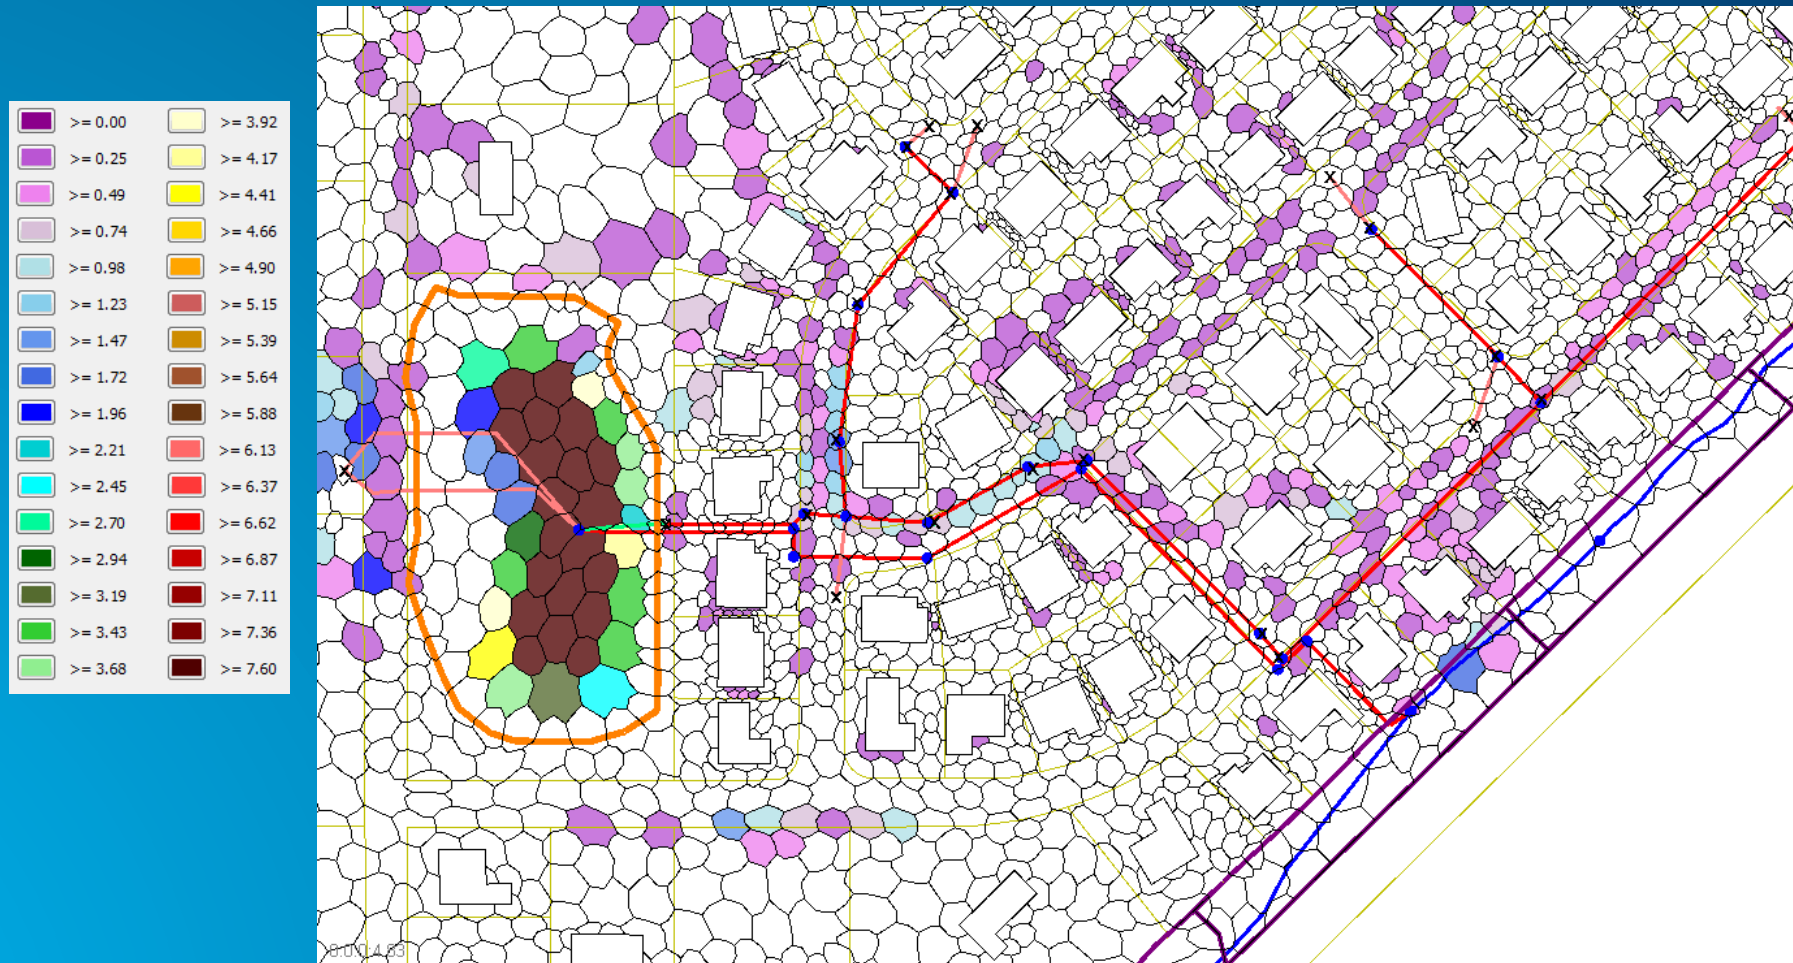 >= 0.00 >= 3.92
>= 0.25 >= 4.17
>= 0.49 >= 4.41
>= 0.74 >= 4.66
>= 0.98 >= 4.90
>= 1.23 >= 5.15
>= 1.47 >= 5.39
>= 1.72 >= 5.64
>= 1.96 >= 5.88
>= 2.21 >= 6.13
>= 2.45 >= 6.37
>= 2.70 >= 6.62
>= 2.94 >= 6.87
>= 3.19 >= 7.11
>= 3.43 >= 7.36
>= 3.68 >= 7.60